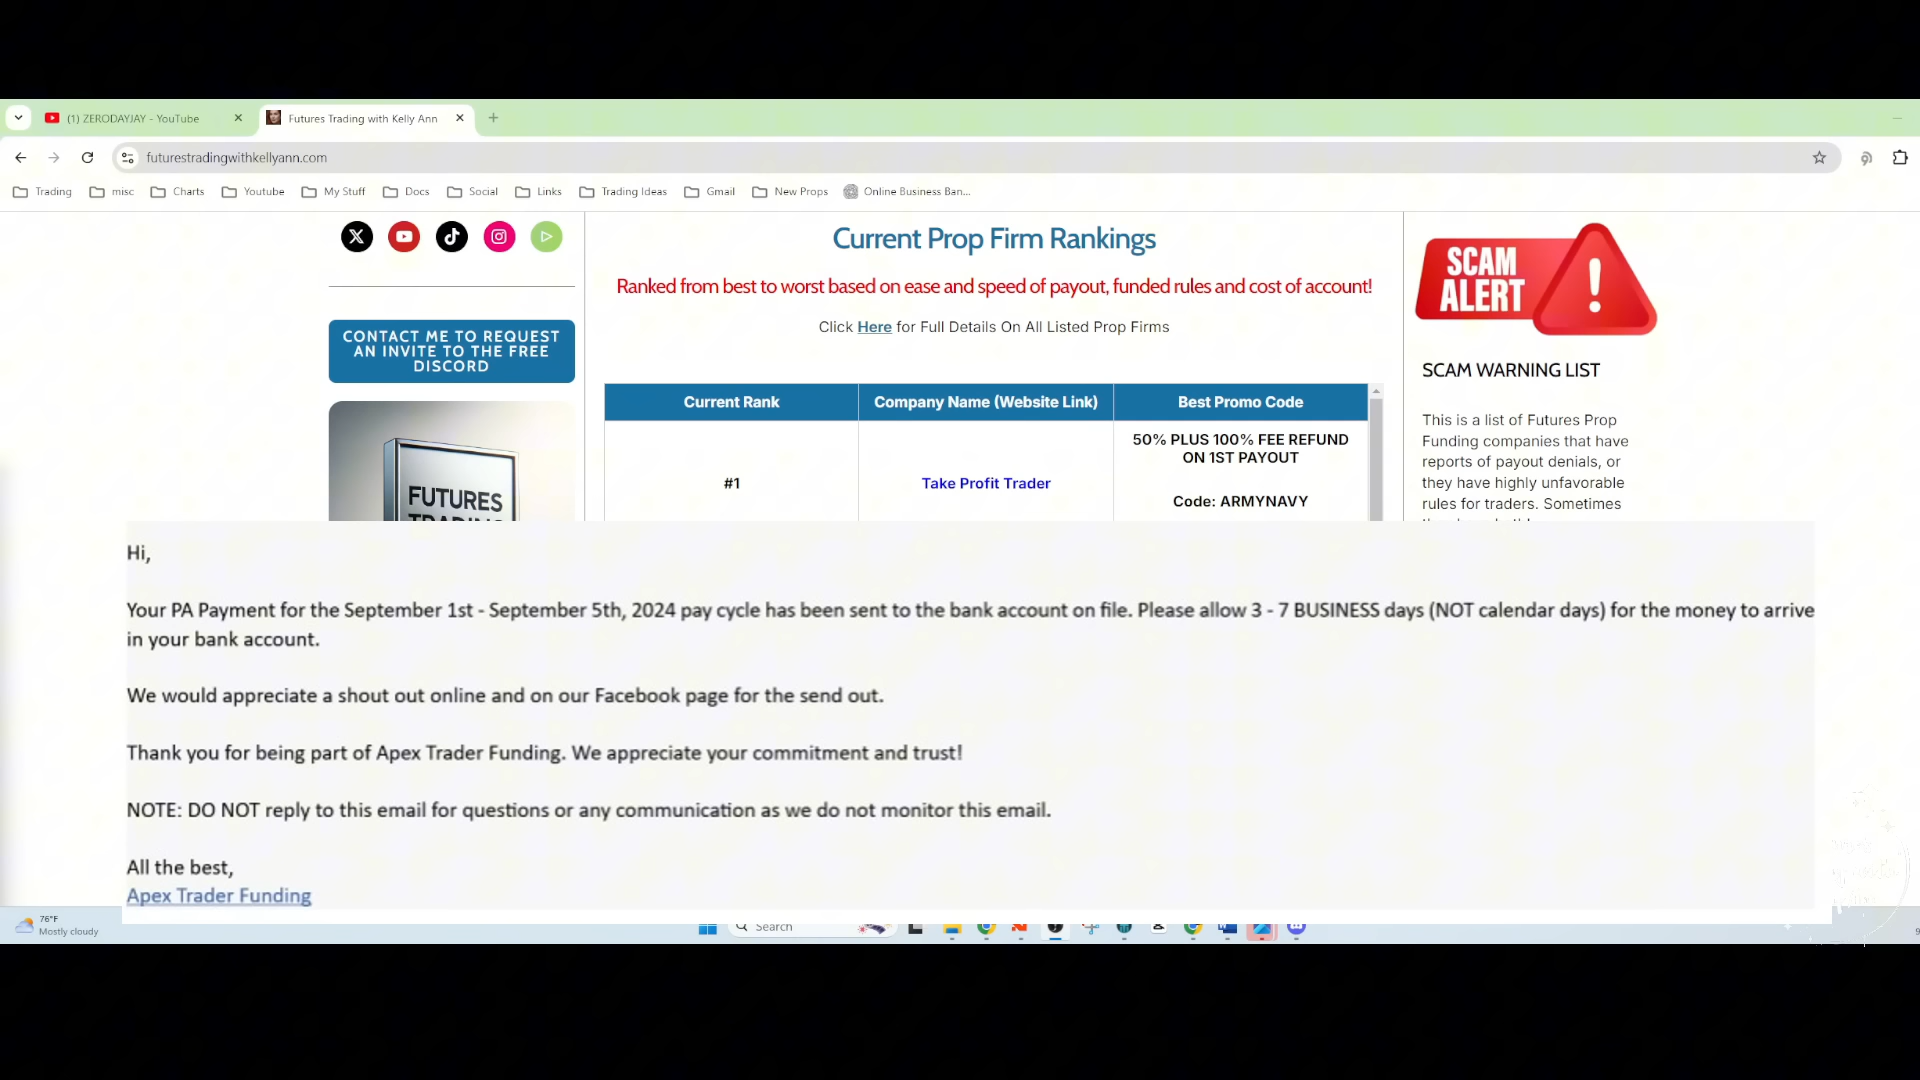 (1) ZERODAYJAY - YouTube
Futures Trading with Kelly Ann
futurestradingwithkellyann.com
Trading
misc
Charts
Youtube
My Stuff
Docs
Social
Links
Trading Ideas
Gmail
New Props
Online Business Ban...
CONTACT ME TO REQUEST
AN INVITE TO THE FREE
DISCORD
FUTURES
Current Prop Firm Rankings
Ranked from best to worst based on ease and speed of payout, funded rules and cost of account!
Click Here for Full Details On All Listed Prop Firms
Current Rank
Company Name (Website Link)
Best Promo Code
#1
Take Profit Trader
50% PLUS 100% FEE REFUND
ON 1ST PAYOUT
Code: ARMYNAVY
SCAM
ALERT
SCAM WARNING LIST
This is a list of Futures Prop
Funding companies that have
reports of payout denials, or
they have highly unfavorable
rules for traders. Sometimes
Hi,
Your PA Payment for the September 1st - September 5th, 2024 pay cycle has been sent to the bank account on file. Please allow 3 - 7 BUSINESS days (NOT calendar days) for the money to arrive
in your bank account.
We would appreciate a shout out online and on our Facebook page for the send out.
Thank you for being part of Apex Trader Funding. We appreciate your commitment and trust!
NOTE: DO NOT reply to this email for questions or any communication as we do not monitor this email.
All the best,
Apex Trader Funding
76°F
Mostly cloudy
Search